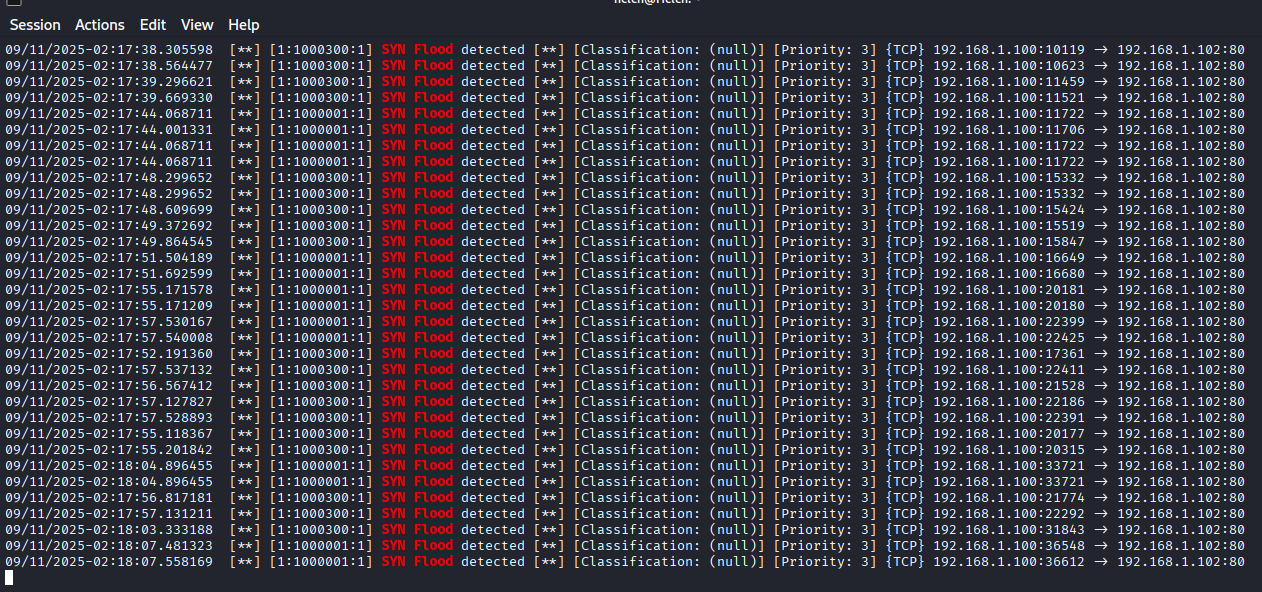 Session Actions Edit View Help
09/11/2025-02:17:38.305598 [**] [1:1000300:1] SYN Flood detected [**] [Classification: (null)] [Priority: 3] {TCP} 192.168.1.100:10119 → 192.168.1.102:80
09/11/2025-02:17:38.564477 [**] [1:1000300:1] SYN Flood detected [**] [Classification: (null)] [Priority: 3] {TCP} 192.168.1.100:10623 → 192.168.1.102:80
09/11/2025-02:17:39.296621 [**] [1:1000300:1] SYN Flood detected [**] [Classification: (null)] [Priority: 3] {TCP} 192.168.1.100:11459 → 192.168.1.102:80
09/11/2025-02:17:39.669330 [**] [1:1000300:1] SYN Flood detected [**] [Classification: (null)] [Priority: 3] {TCP} 192.168.1.100:11521 → 192.168.1.102:80
09/11/2025-02:17:44.068711 [**] [1:1000001:1] SYN Flood detected [**] [Classification: (null)] [Priority: 3] {TCP} 192.168.1.100:11722 → 192.168.1.102:80
09/11/2025-02:17:44.001331 [**] [1:1000001:1] SYN Flood detected [**] [Classification: (null)] [Priority: 3] {TCP} 192.168.1.100:11706 → 192.168.1.102:80
09/11/2025-02:17:44.068711 [**] [1:1000001:1] SYN Flood detected [**] [Classification: (null)] [Priority: 3] {TCP} 192.168.1.100:11722 → 192.168.1.102:80
09/11/2025-02:17:44.068711 [**] [1:1000001:1] SYN Flood detected [**] [Classification: (null)] [Priority: 3] {TCP} 192.168.1.100:11722 → 192.168.1.102:80
09/11/2025-02:17:48.299652 [**] [1:1000300:1] SYN Flood detected [**] [Classification: (null)] [Priority: 3] {TCP} 192.168.1.100:15332 → 192.168.1.102:80
09/11/2025-02:17:48.299652 [**] [1:1000300:1] SYN Flood detected [**] [Classification: (null)] [Priority: 3] {TCP} 192.168.1.100:15332 → 192.168.1.102:80
09/11/2025-02:17:48.609699 [**] [1:1000300:1] SYN Flood detected [**] [Classification: (null)] [Priority: 3] {TCP} 192.168.1.100:15424 → 192.168.1.102:80
09/11/2025-02:17:49.372692 [**] [1:1000300:1] SYN Flood detected [**] [Classification: (null)] [Priority: 3] {TCP} 192.168.1.100:15519 → 192.168.1.102:80
09/11/2025-02:17:49.864545 [**] [1:1000300:1] SYN Flood detected [**] [Classification: (null)] [Priority: 3] {TCP} 192.168.1.100:15847 → 192.168.1.102:80
09/11/2025-02:17:51.504189 [**] [1:1000300:1] SYN Flood detected [**] [Classification: (null)] [Priority: 3] {TCP} 192.168.1.100:16649 → 192.168.1.102:80
09/11/2025-02:17:51.692599 [**] [1:1000300:1] SYN Flood detected [**] [Classification: (null)] [Priority: 3] {TCP} 192.168.1.100:16680 → 192.168.1.102:80
09/11/2025-02:17:55.171578 [**] [1:1000001:1] SYN Flood detected [**] [Classification: (null)] [Priority: 3] {TCP} 192.168.1.100:20181 → 192.168.1.102:80
09/11/2025-02:17:55.171209 [**] [1:1000001:1] SYN Flood detected [**] [Classification: (null)] [Priority: 3] {TCP} 192.168.1.100:20180 → 192.168.1.102:80
09/11/2025-02:17:57.530167 [**] [1:1000001:1] SYN Flood detected [**] [Classification: (null)] [Priority: 3] {TCP} 192.168.1.100:22399 → 192.168.1.102:80
09/11/2025-02:17:57.540008 [**] [1:1000001:1] SYN Flood detected [**] [Classification: (null)] [Priority: 3] {TCP} 192.168.1.100:22425 → 192.168.1.102:80
09/11/2025-02:17:52.191360 [**] [1:1000300:1] SYN Flood detected [**] [Classification: (null)] [Priority: 3] {TCP} 192.168.1.100:17361 → 192.168.1.102:80
09/11/2025-02:17:57.537132 [**] [1:1000001:1] SYN Flood detected [**] [Classification: (null)] [Priority: 3] {TCP} 192.168.1.100:22411 → 192.168.1.102:80
09/11/2025-02:17:56.567412 [**] [1:1000300:1] SYN Flood detected [**] [Classification: (null)] [Priority: 3] {TCP} 192.168.1.100:21528 → 192.168.1.102:80
09/11/2025-02:17:57.127827 [**] [1:1000300:1] SYN Flood detected [**] [Classification: (null)] [Priority: 3] {TCP} 192.168.1.100:22186 → 192.168.1.102:80
09/11/2025-02:17:57.528893 [**] [1:1000001:1] SYN Flood detected [**] [Classification: (null)] [Priority: 3] {TCP} 192.168.1.100:22391 → 192.168.1.102:80
09/11/2025-02:17:55.118367 [**] [1:1000300:1] SYN Flood detected [**] [Classification: (null)] [Priority: 3] {TCP} 192.168.1.100:20177 → 192.168.1.102:80
09/11/2025-02:17:55.201842 [**] [1:1000300:1] SYN Flood detected [**] [Classification: (null)] [Priority: 3] {TCP} 192.168.1.100:20315 → 192.168.1.102:80
09/11/2025-02:18:04.896455 [**] [1:1000001:1] SYN Flood detected [**] [Classification: (null)] [Priority: 3] {TCP} 192.168.1.100:33721 → 192.168.1.102:80
09/11/2025-02:18:04.896455 [**] [1:1000001:1] SYN Flood detected [**] [Classification: (null)] [Priority: 3] {TCP} 192.168.1.100:33721 → 192.168.1.102:80
09/11/2025-02:17:56.817181 [**] [1:1000300:1] SYN Flood detected [**] [Classification: (null)] [Priority: 3] {TCP} 192.168.1.100:21774 → 192.168.1.102:80
09/11/2025-02:17:57.131211 [**] [1:1000300:1] SYN Flood detected [**] [Classification: (null)] [Priority: 3] {TCP} 192.168.1.100:22292 → 192.168.1.102:80
09/11/2025-02:18:03.333188 [**] [1:1000300:1] SYN Flood detected [**] [Classification: (null)] [Priority: 3] {TCP} 192.168.1.100:31843 → 192.168.1.102:80
09/11/2025-02:18:07.481323 [**] [1:1000001:1] SYN Flood detected [**] [Classification: (null)] [Priority: 3] {TCP} 192.168.1.100:36548 → 192.168.1.102:80
09/11/2025-02:18:07.558169 [**] [1:1000001:1] SYN Flood detected [**] [Classification: (null)] [Priority: 3] {TCP} 192.168.1.100:36612 → 192.168.1.102:80